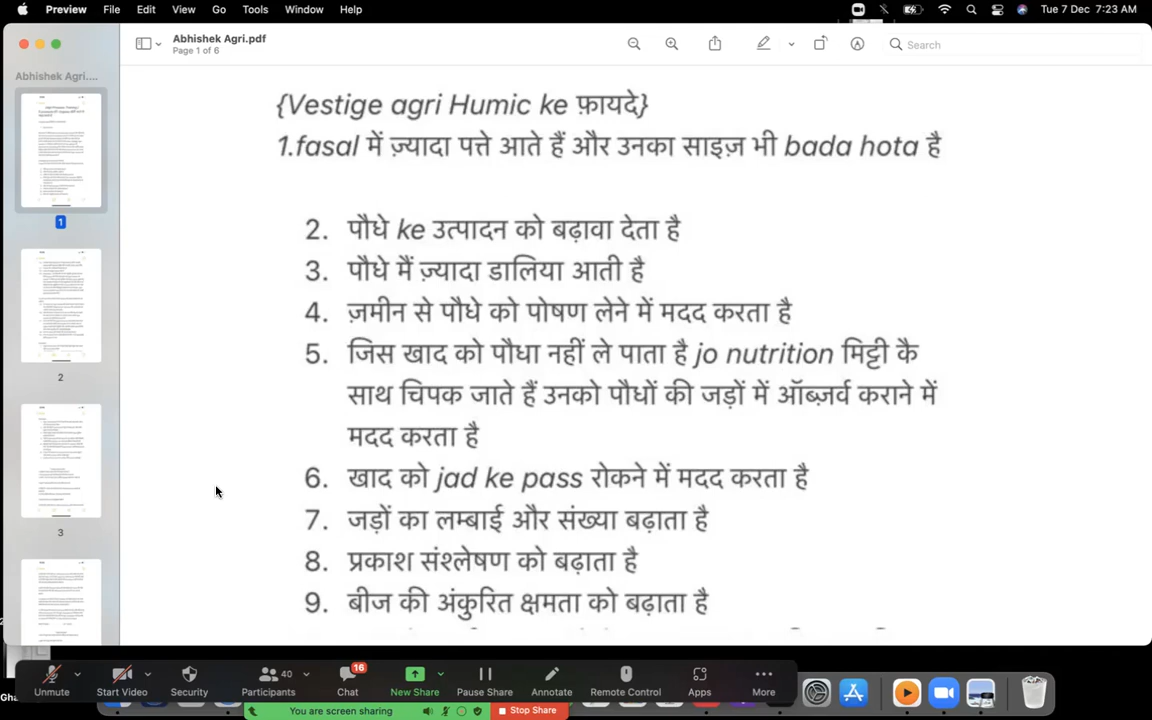 Preview File Edit View Go Tools Window Help Tue 7 Dec 7:23 AM
Abhishek Agri.pdf
Page 1 of 6
Search
Abhishek Agri....
1
2
3
{Vestige agri Humic ke फ़ायदे}
1.fasal में ज़्यादा पत्ते आते हैं और उनका साइज़ भी bada hota है
2. पौधे ke उत्पादन को बढ़ावा देता है
3. पौधे मैं ज़्यादा डालिया आती है
4. ज़मीन से पौधे को पोषण लेने में मदद करता है
5. जिस खाद को पौधा नहीं ले पाता है jo nutrition मिट्टी कै
साथ चिपक जाते हैं उनको पौधों की जड़ों में ऑब्ज़र्व कराने में
मदद करता है
6. खाद को jad ke pass रोकने में मदद करता है
7. जड़ों का लम्बाई और संख्या बढ़ाता है
8. प्रकाश संश्लेषण को बढ़ाता है
9. बीज की अंकुरित क्षमता को बढ़ाता है
16
40
Unmute Start Video Security Participants Chat New Share Pause Share Annotate Remote Control Apps More
You are screen sharing Stop Share